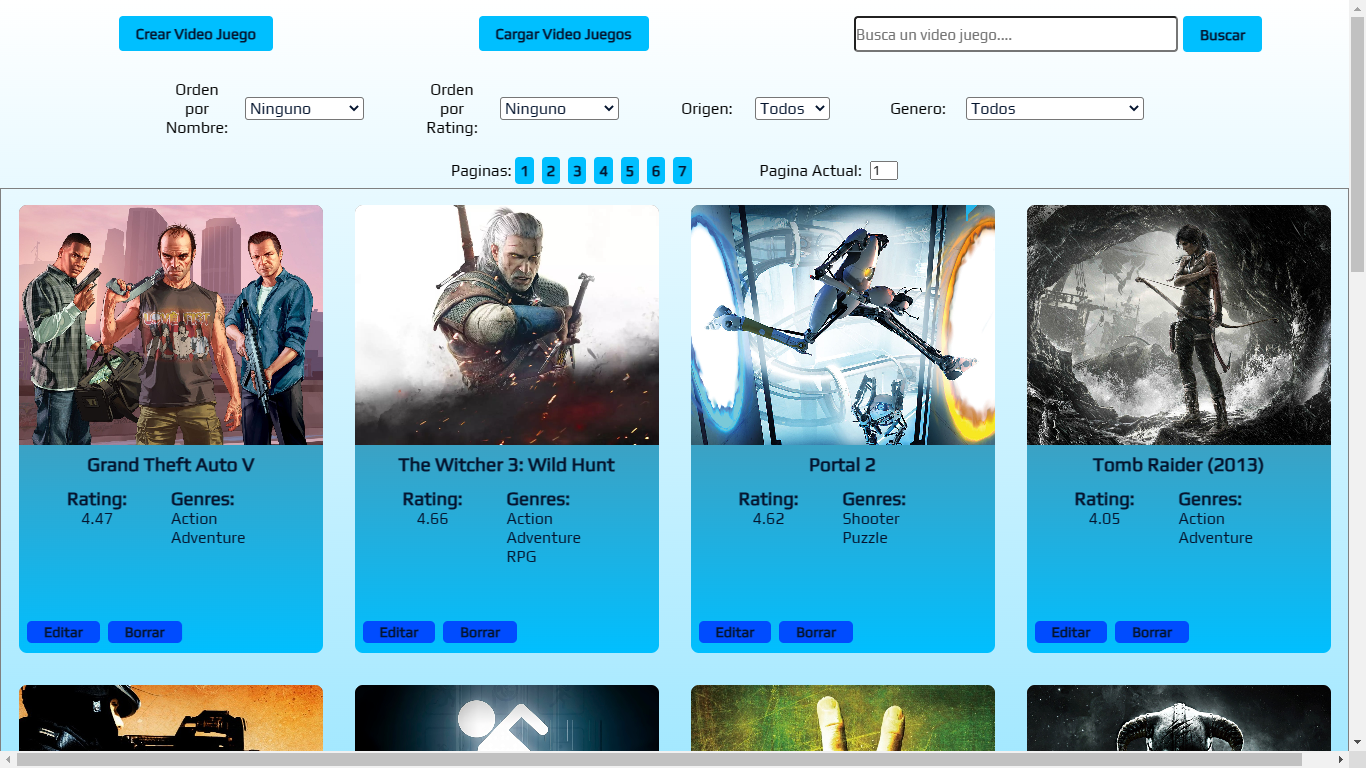 Crear Video Juego
Cargar Video Juegos
Busca un video juego....
Buscar
Orden por Nombre:
Ninguno
Orden por Rating:
Ninguno
Origen:
Todos
Genero:
Todos
Paginas: 1 2 3 4 5 6 7
Pagina Actual: 1
Grand Theft Auto V
Rating:
4.47
Genres:
Action
Adventure
Editar
Borrar
The Witcher 3: Wild Hunt
Rating:
4.66
Genres:
Action
Adventure
RPG
Editar
Borrar
Portal 2
Rating:
4.62
Genres:
Shooter
Puzzle
Editar
Borrar
Tomb Raider (2013)
Rating:
4.05
Genres:
Action
Adventure
Editar
Borrar